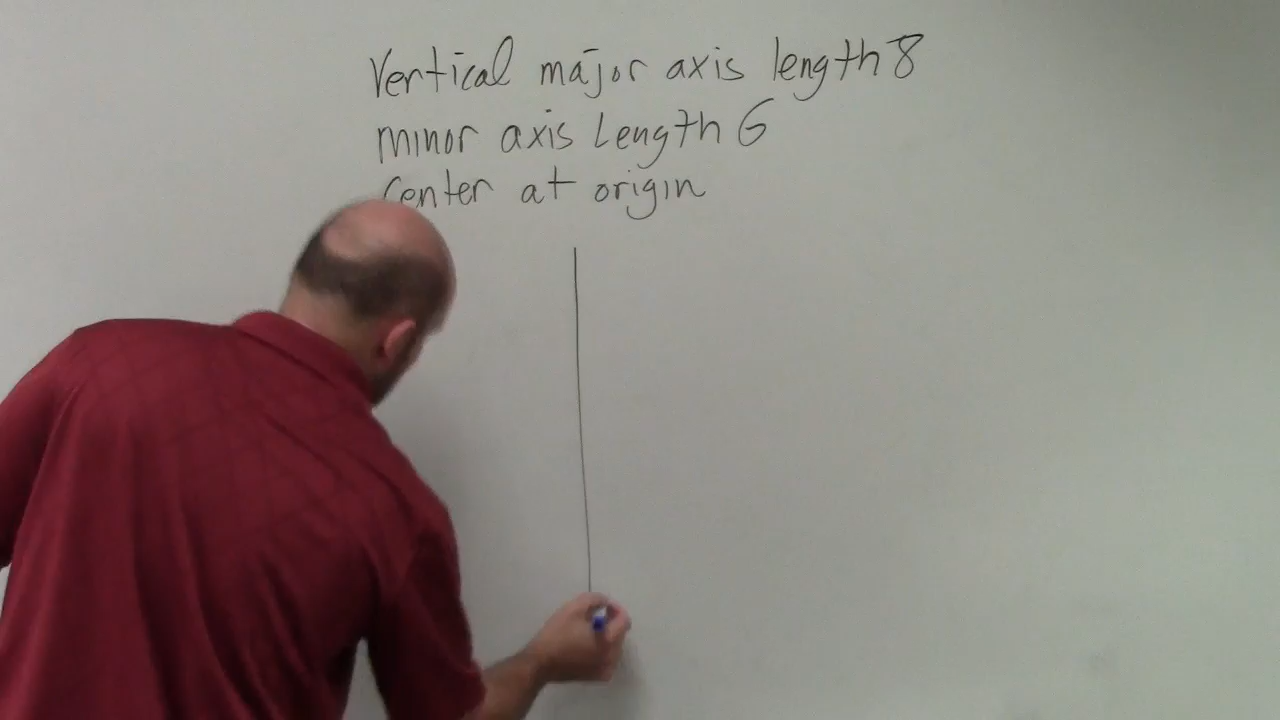 Vertical major axis length 8
minor axis Length 6
Center at origin